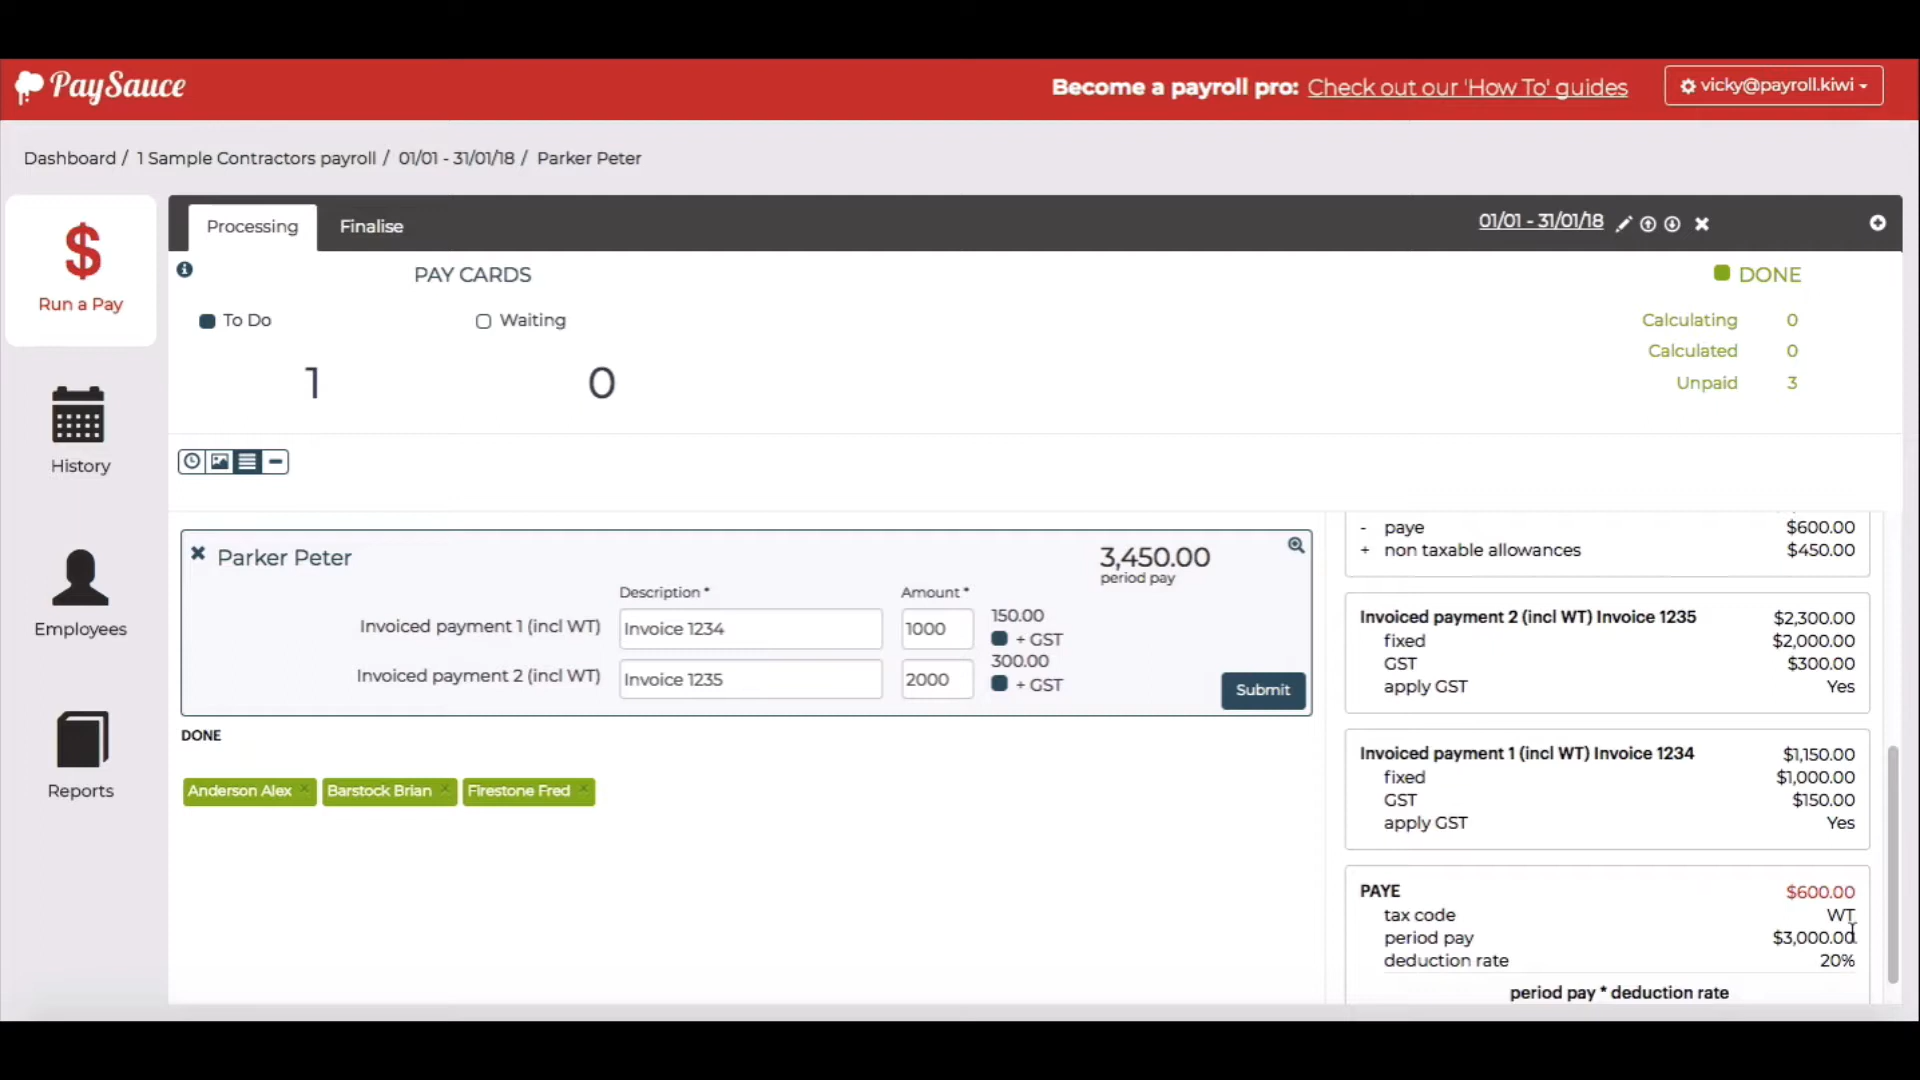 PaySauce
Become a payroll pro: Check out our 'How To' guides
vicky@payroll.kiwi
Dashboard / 1 Sample Contractors payroll / 01/01 - 31/01/18 / Parker Peter
Run a Pay
History
Employees
Reports
Processing
Finalise
01/01 - 31/01/18
PAY CARDS
DONE
To Do
Waiting
1
0
Calculating 0
Calculated 0
Unpaid 3
Parker Peter
3,450.00
period pay
Description *
Amount *
Invoiced payment 1 (incl WT)
Invoice 1234
1000
150.00
+ GST
Invoiced payment 2 (incl WT)
Invoice 1235
2000
300.00
+ GST
Submit
DONE
Anderson Alex
Barstock Brian
Firestone Fred
- paye $600.00
+ non taxable allowances $450.00
Invoiced payment 2 (incl WT) Invoice 1235 $2,300.00
fixed $2,000.00
GST $300.00
apply GST Yes
Invoiced payment 1 (incl WT) Invoice 1234 $1,150.00
fixed $1,000.00
GST $150.00
apply GST Yes
PAYE $600.00
tax code WT
period pay $3,000.00
deduction rate 20%
period pay * deduction rate